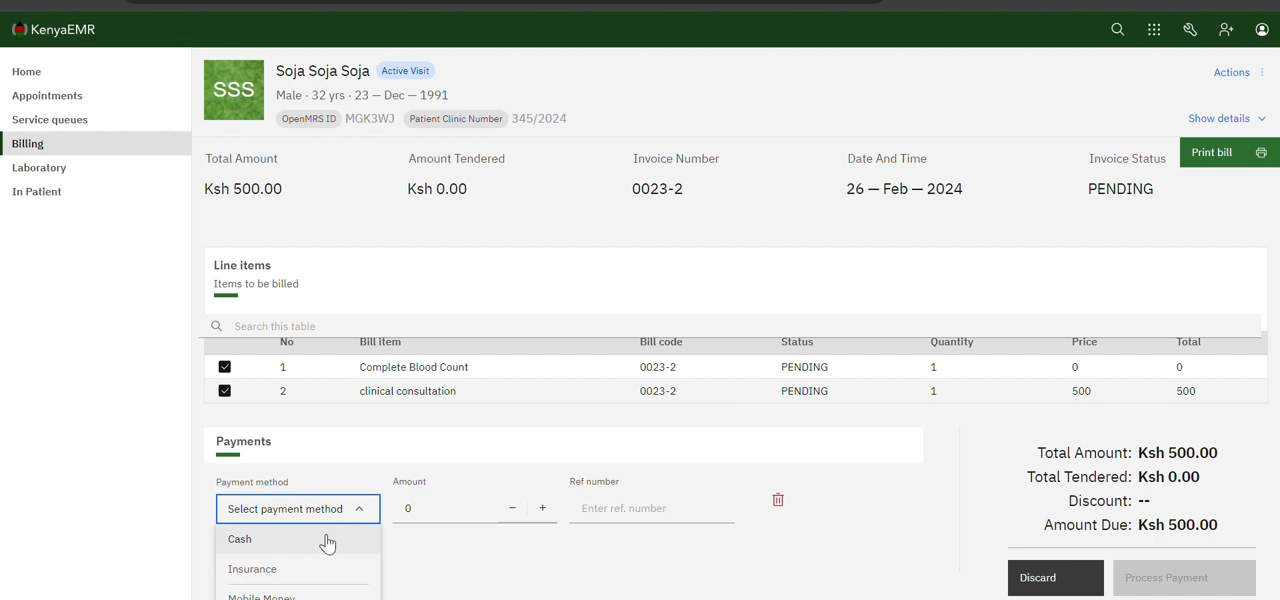 KenyaEMR
Home
Appointments
Service queues
Billing
Laboratory
In Patient
SSS
Soja Soja Soja Active Visit
Male · 32 yrs · 23 — Dec — 1991
OpenMRS ID MGK3WJ Patient Clinic Number 345/2024
Actions
Show details
Print bill
Total Amount Amount Tendered Invoice Number Date And Time Invoice Status
Ksh 500.00 Ksh 0.00 0023-2 26 — Feb — 2024 PENDING
Line items
Items to be billed
Search this table
No Bill item Bill code Status Quantity Price Total
1 Complete Blood Count 0023-2 PENDING 1 0 0
2 clinical consultation 0023-2 PENDING 1 500 500
Payments
Payment method Amount Ref number
Select payment method 0 − + Enter ref. number
Cash
Insurance
Mobile Money
Total Amount: Ksh 500.00
Total Tendered: Ksh 0.00
Discount: --
Amount Due: Ksh 500.00
Discard Process Payment